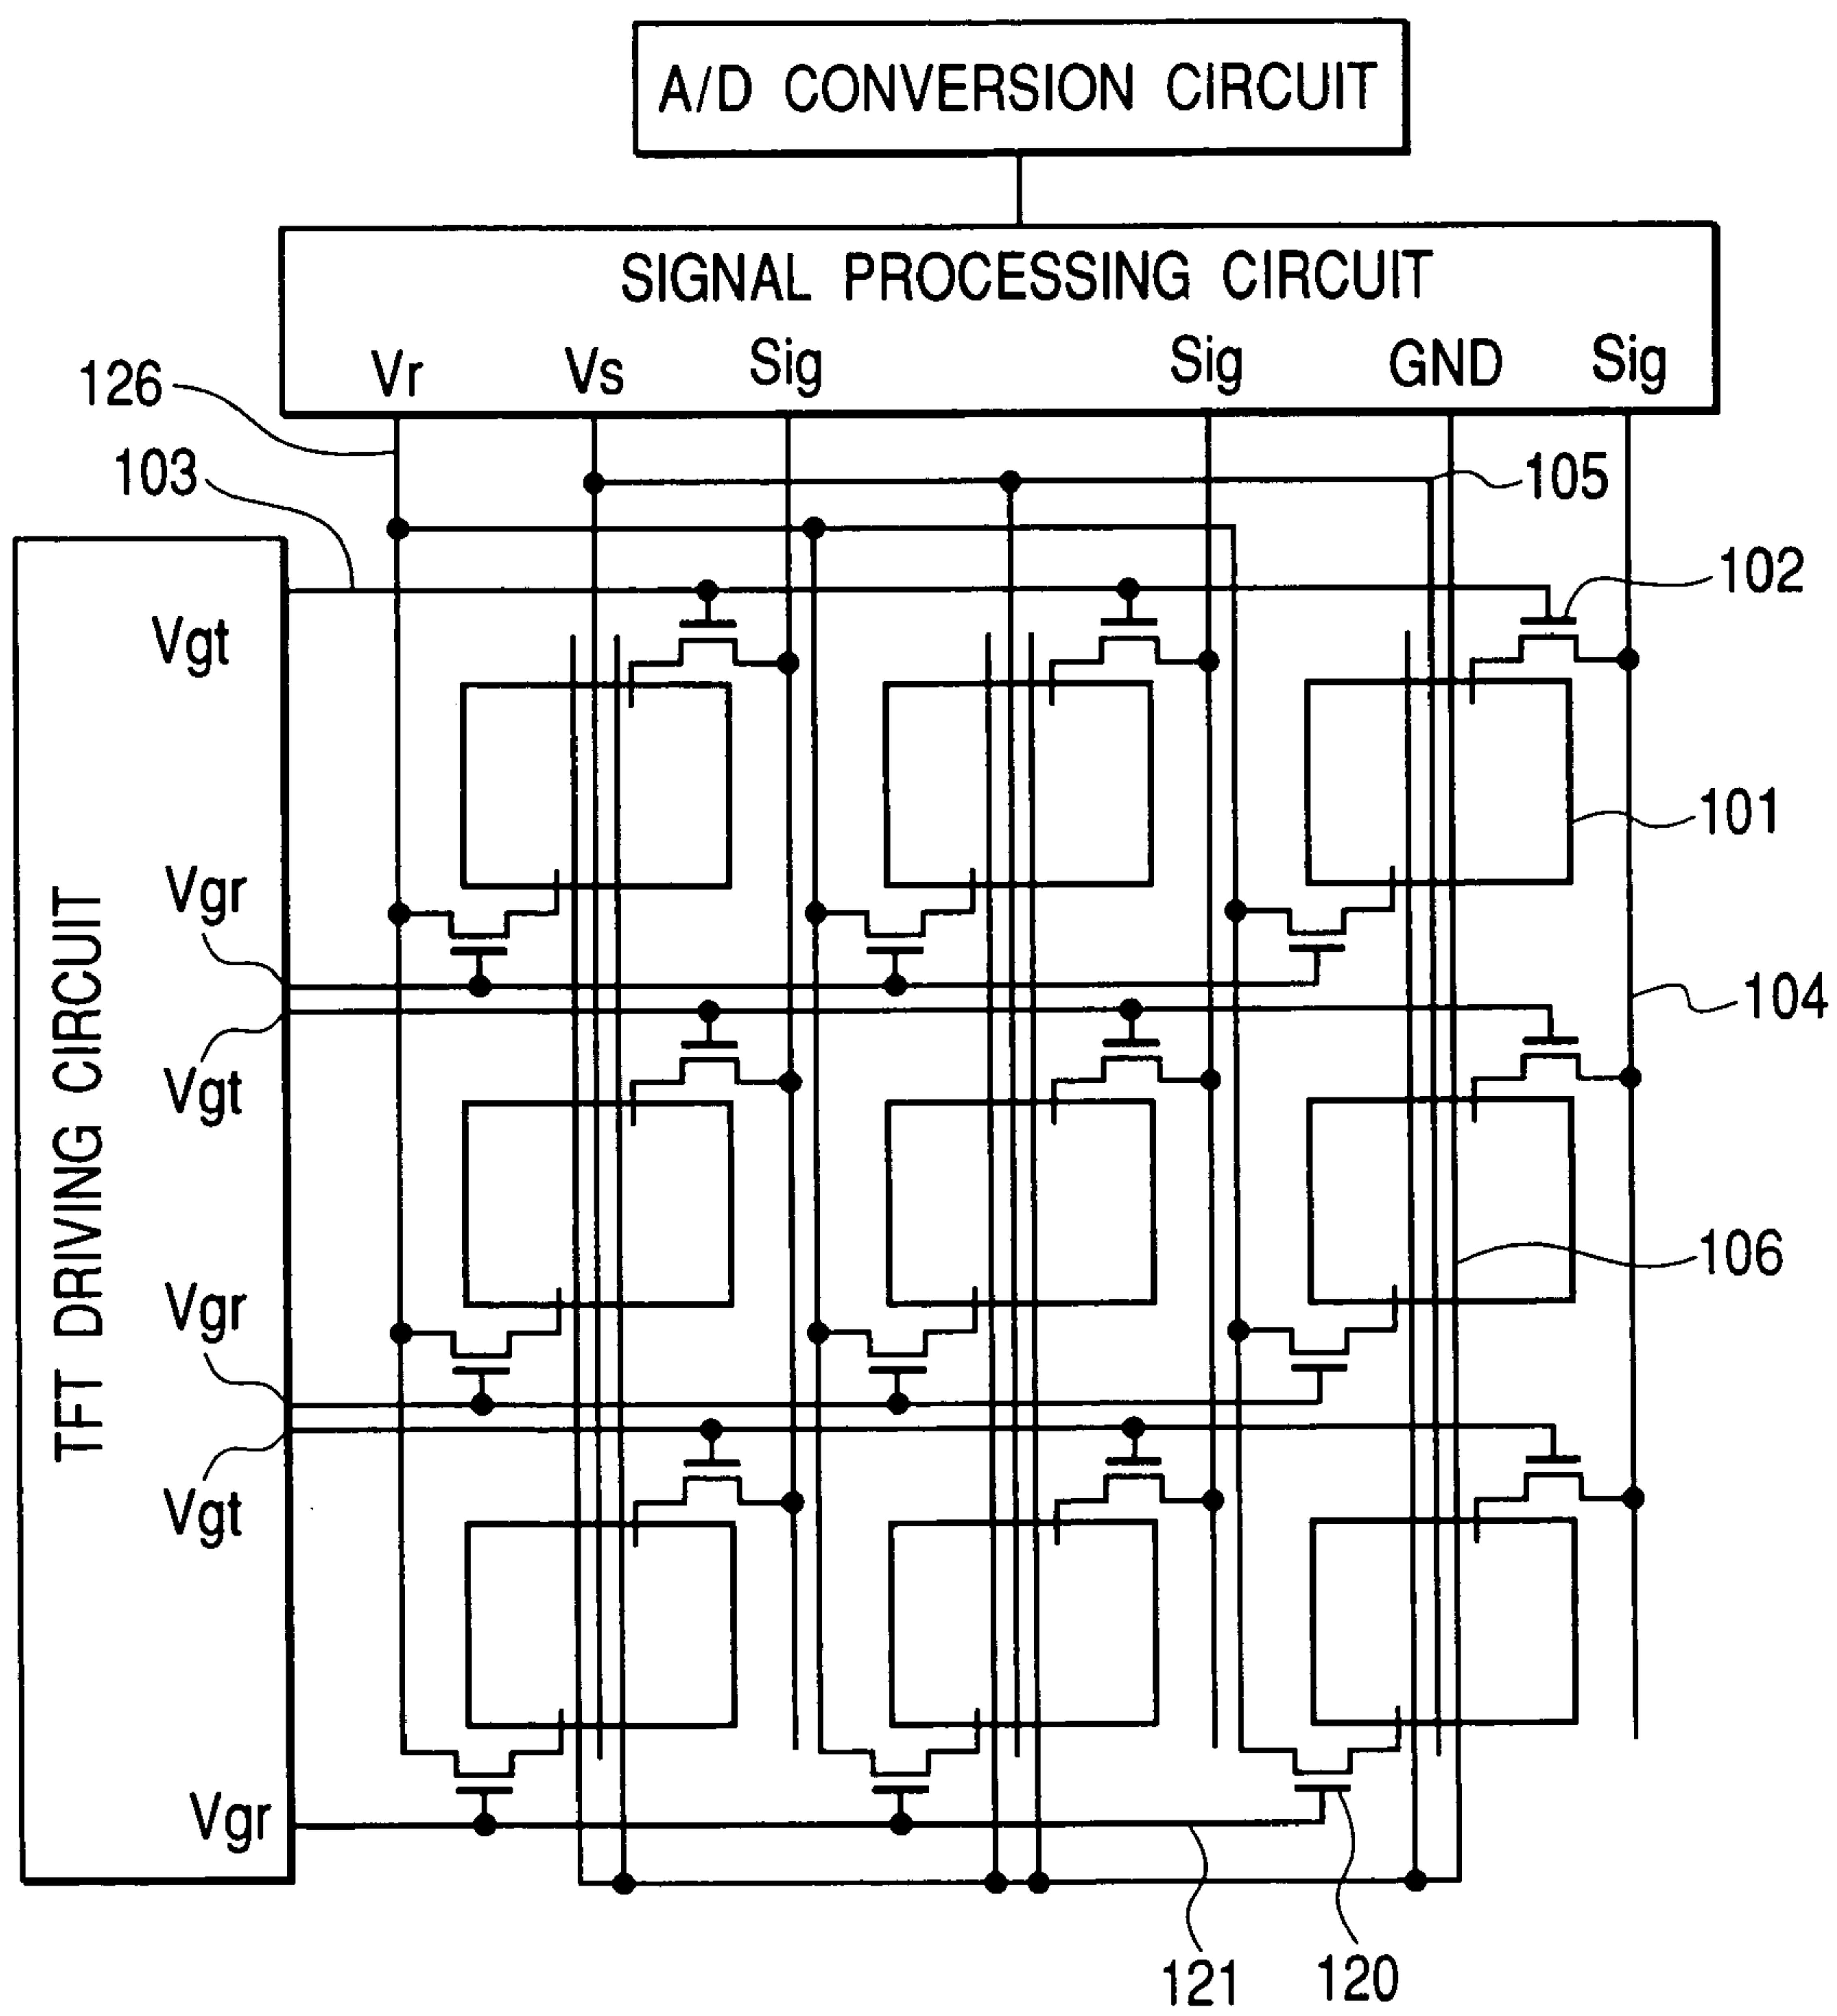 A/D CONVERSION CIRCUIT
SIGNAL PROCESSING CIRCUIT
Vr Vs Sig Sig GND Sig
126
103
105
102
Vgt
101
Vgr
104
Vgt
106
Vgr
Vgt
Vgr
TFT DRIVING CIRCUIT
121
120